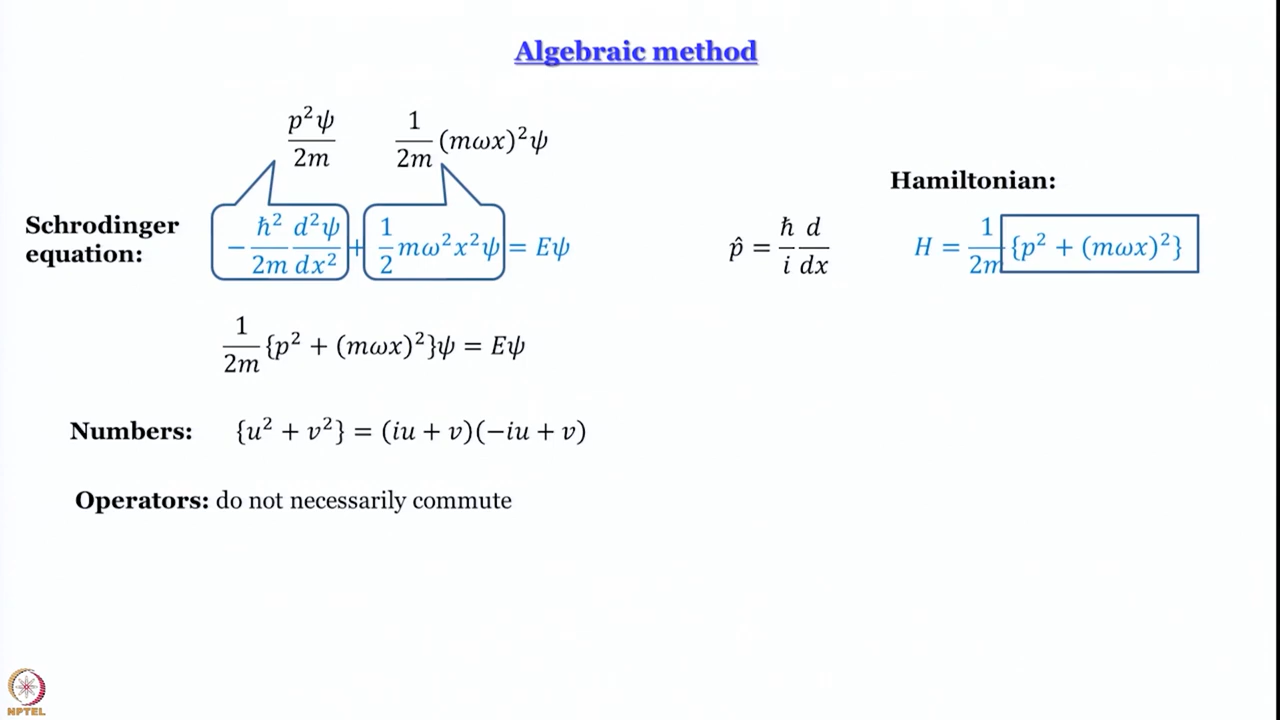 Algebraic method
p²ψ/2m   1/2m (mωx)²ψ
Hamiltonian:
Schrodinger equation: −ħ²/2m d²ψ/dx² + 1/2 mω²x²ψ = Eψ
p̂ = ħ/i d/dx
H = 1/2m {p² + (mωx)²}
1/2m {p² + (mωx)²}ψ = Eψ
Numbers: {u² + v²} = (iu + v)(−iu + v)
Operators: do not necessarily commute
NPTEL